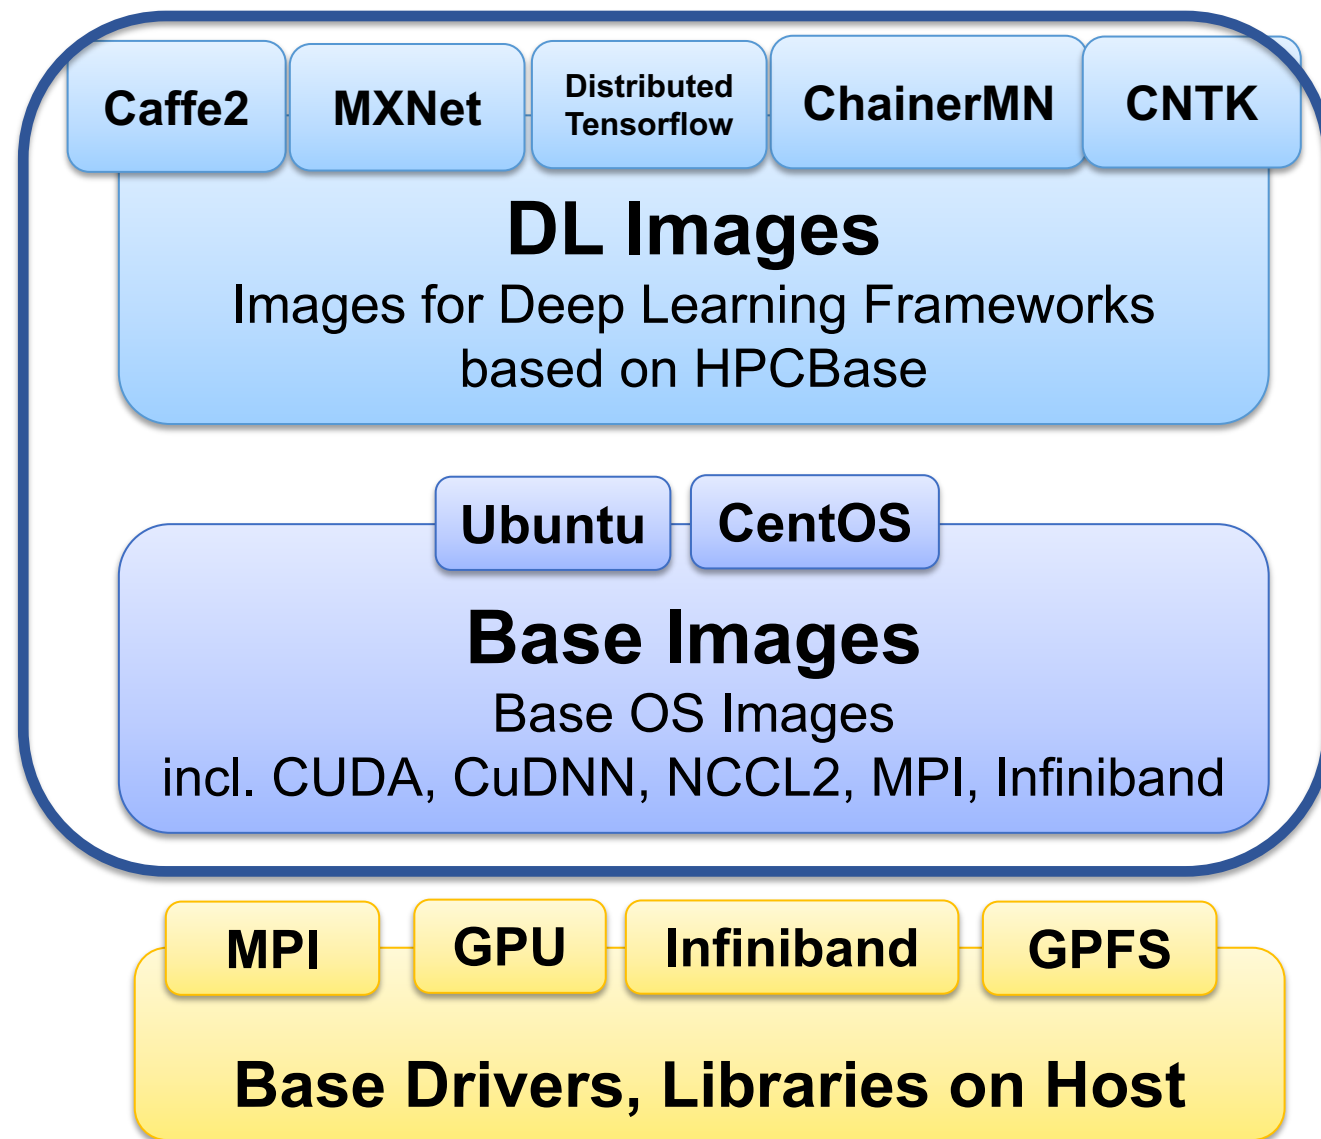 Caffe2
MXNet
Distributed
Tensorflow
ChainerMN
CNTK
DL Images
Images for Deep Learning Frameworks
based on HPCBase
Ubuntu
CentOS
Base Images
Base OS Images
incl. CUDA, CuDNN, NCCL2, MPI, Infiniband
MPI
GPU
Infiniband
GPFS
Base Drivers, Libraries on Host